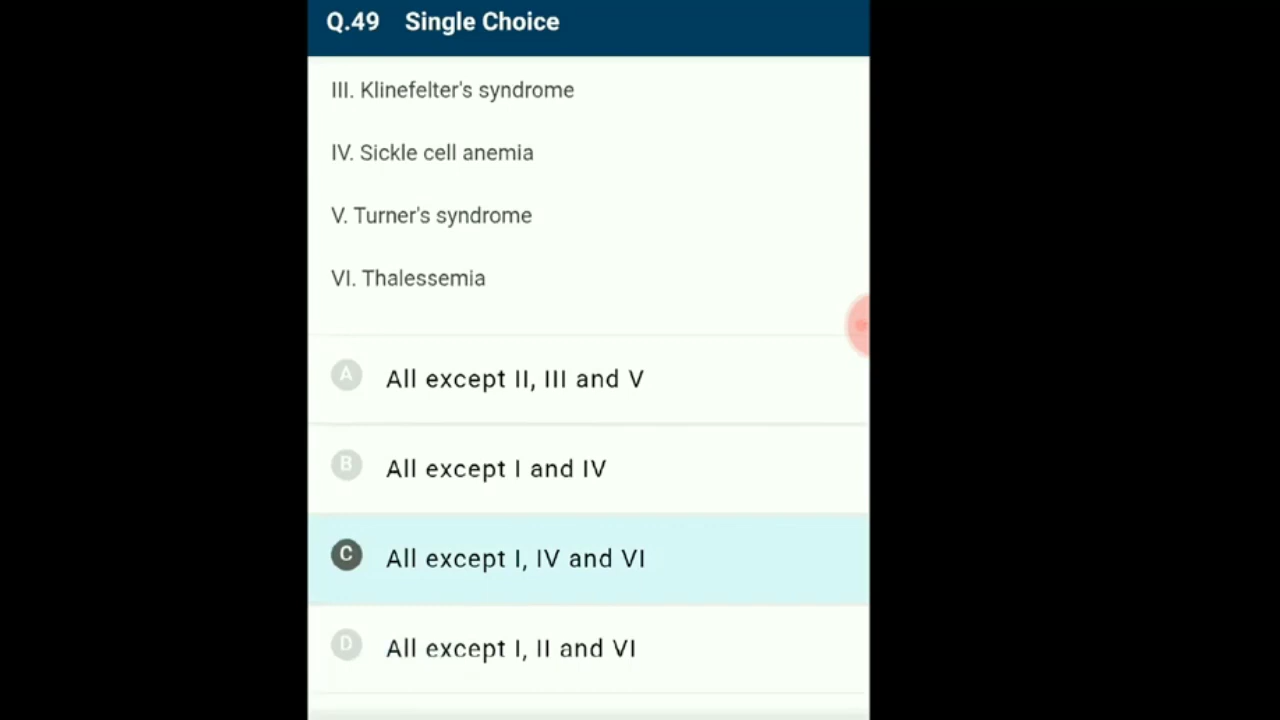 Q.49 Single Choice
III. Klinefelter's syndrome
IV. Sickle cell anemia
V. Turner's syndrome
VI. Thalessemia
A All except II, III and V
B All except I and IV
C All except I, IV and VI
D All except I, II and VI